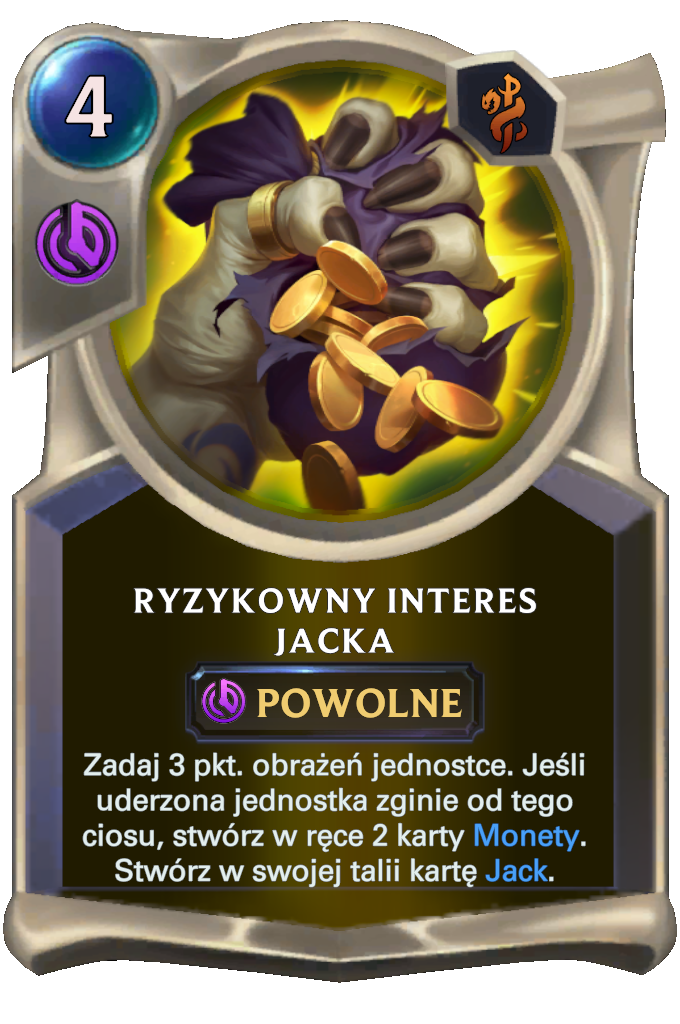 4
RYZYKOWNY INTERES
JACKA
POWOLNE
Zadaj 3 pkt. obrażeń jednostce. Jeśli
uderzona jednostka zginie od tego
ciosu, stwórz w ręce 2 karty Monety.
Stwórz w swojej talii kartę Jack.